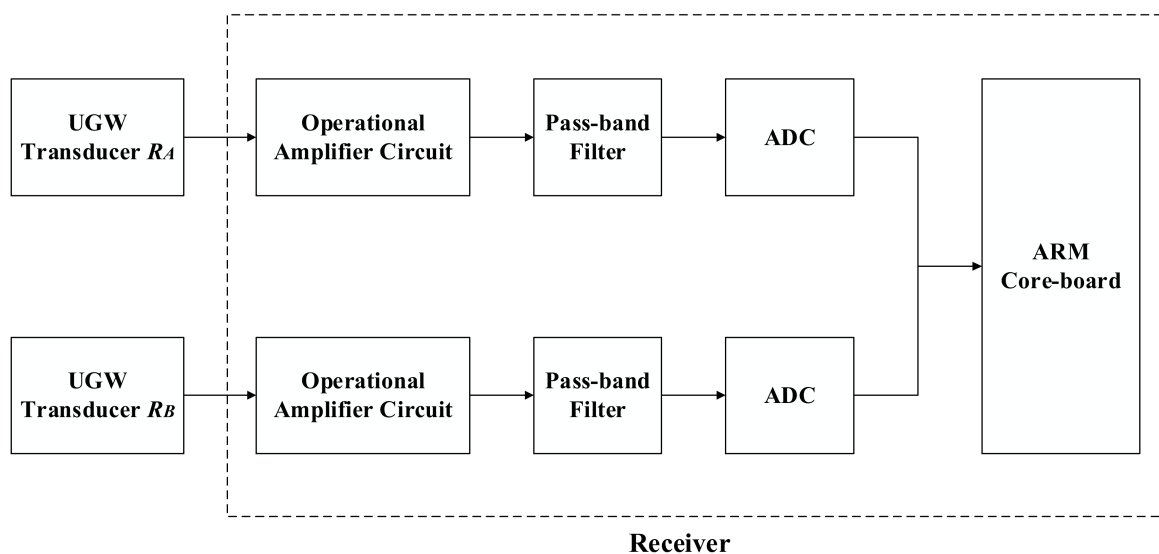 UGW
Transducer RA
Operational
Amplifier Circuit
Pass-band
Filter
ADC
ARM
Core-board
UGW
Transducer RB
Operational
Amplifier Circuit
Pass-band
Filter
ADC
Receiver